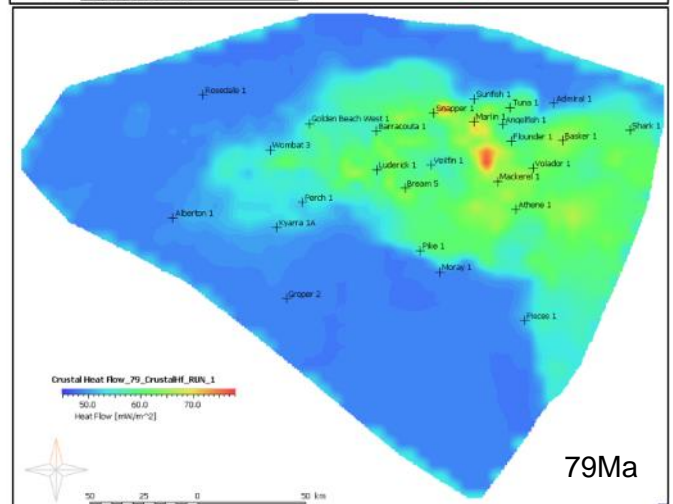 Rosedale 1
Sunfish 1
Tuna 1
Admiral 1
Snapper 1
Golden Beach West 1
Marlin 1
Angelfish 1
Barracouta 1
Shark 1
Flounder 1
Basker 1
Wombat 3
Luderick 1
Volifin 1
Volador 1
Mackerel 1
Bream 5
Perch 1
Athene 1
Alberton 1
Kyarra 1A
Pike 1
Moray 1
Groper 2
Pisces 1
Crustal Heat Flow_79_CrustalHf_RUN_1
50.0 60.0 70.0
Heat Flow [mW/m^2]
79Ma
50 25 0 50 km